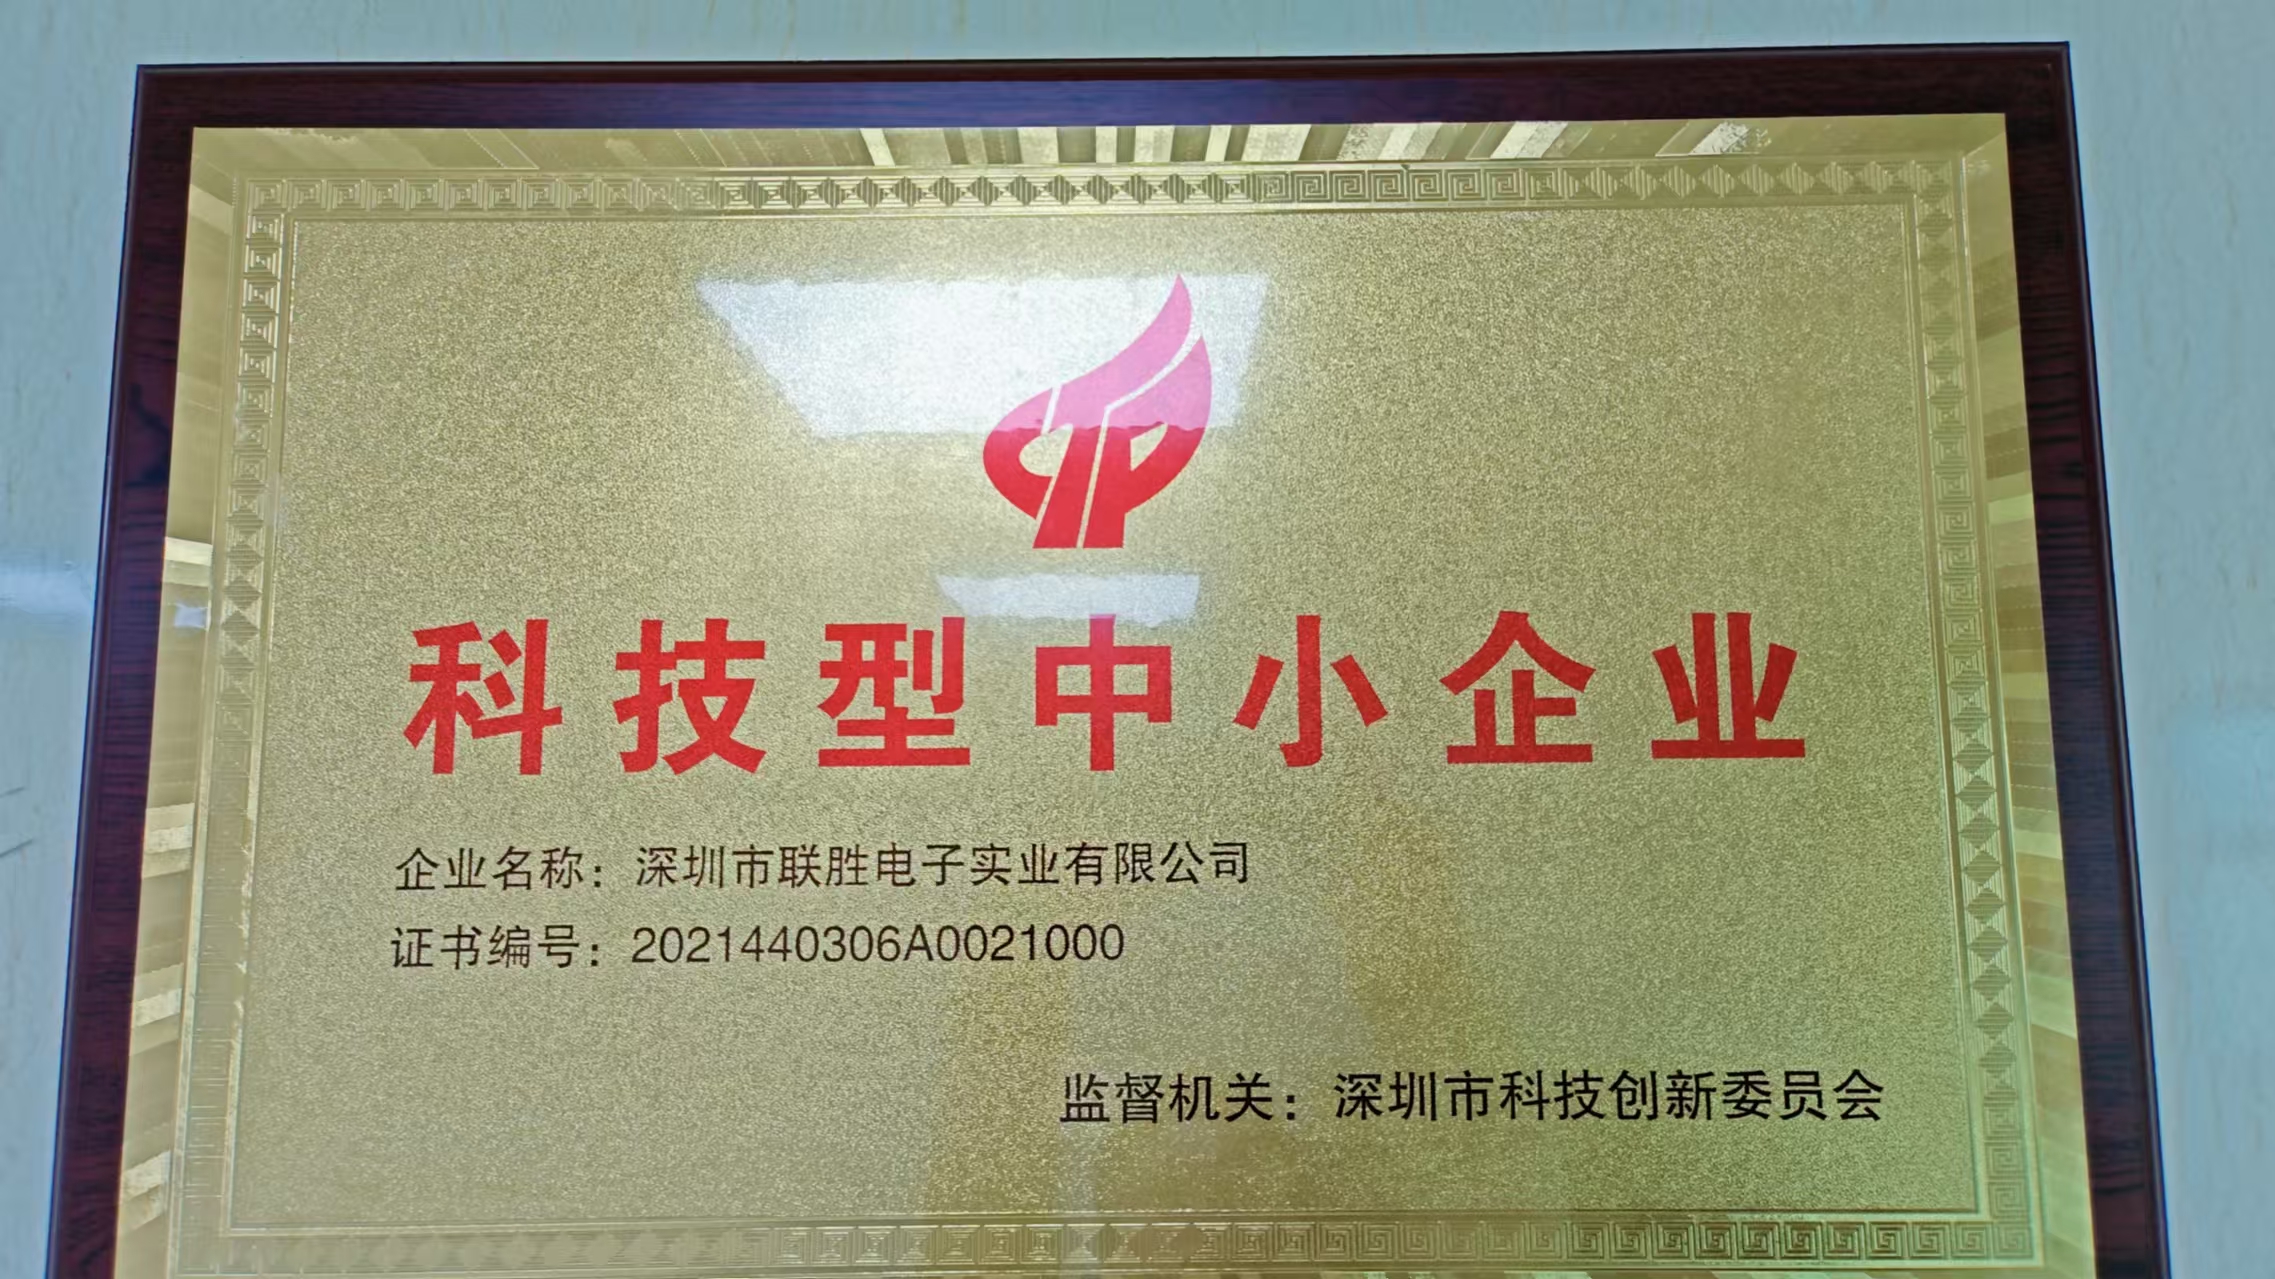 科技型中小企业
企业名称：深圳市联胜电子实业有限公司
证书编号：2021440306A0021000
监督机关：深圳市科技创新委员会